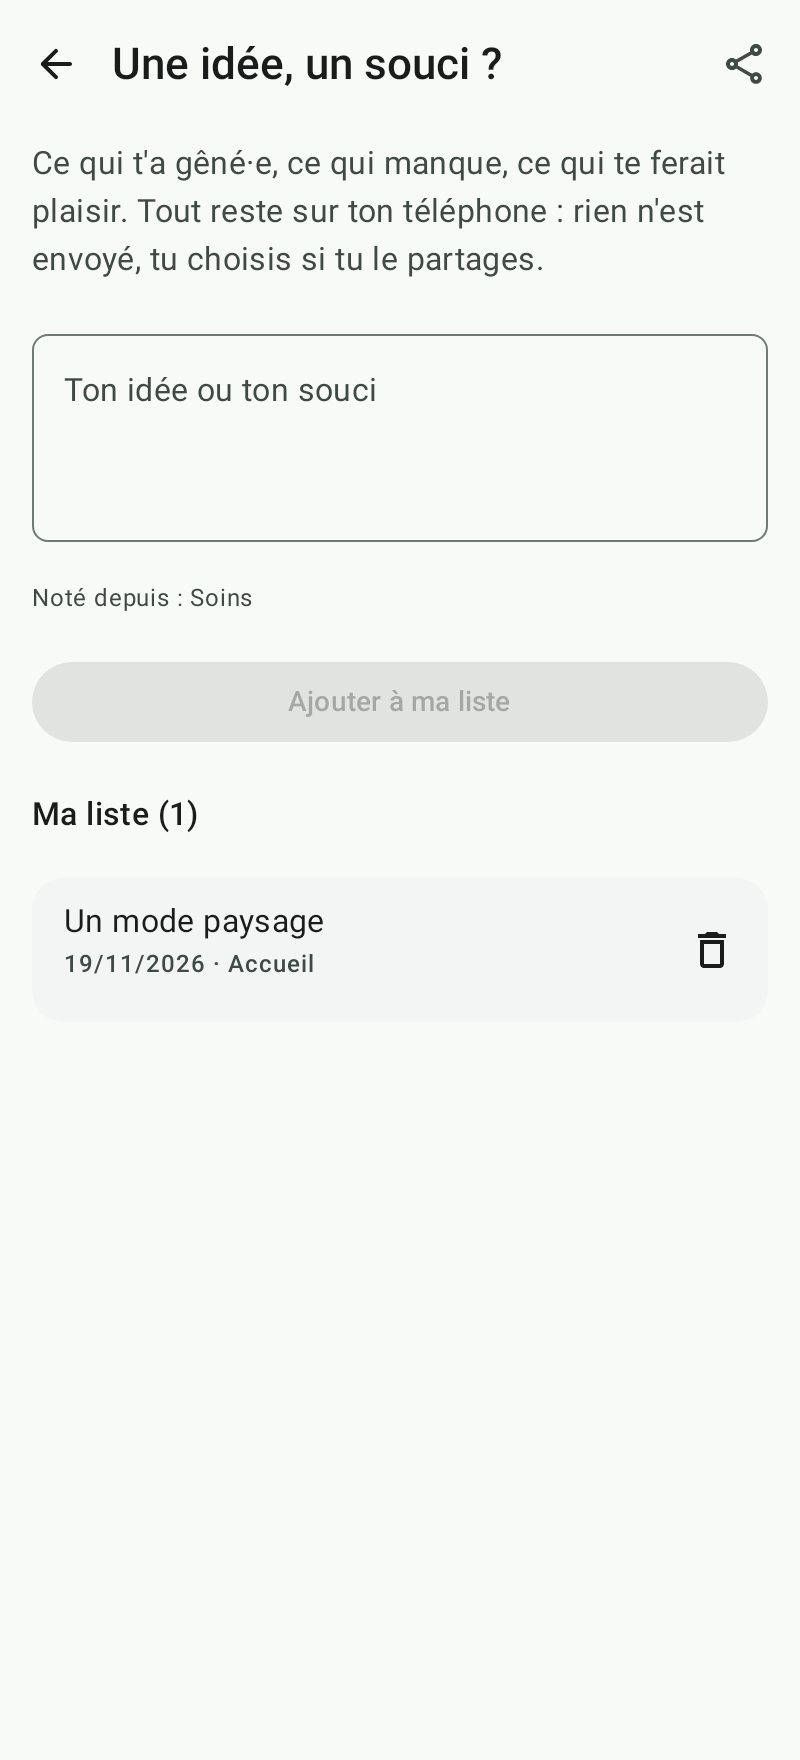 Une idée, un souci ?
Ce qui t'a gêné·e, ce qui manque, ce qui te ferait
plaisir. Tout reste sur ton téléphone : rien n'est
envoyé, tu choisis si tu le partages.
Ton idée ou ton souci
Noté depuis : Soins
Ajouter à ma liste
Ma liste (1)
Un mode paysage
19/11/2026 · Accueil